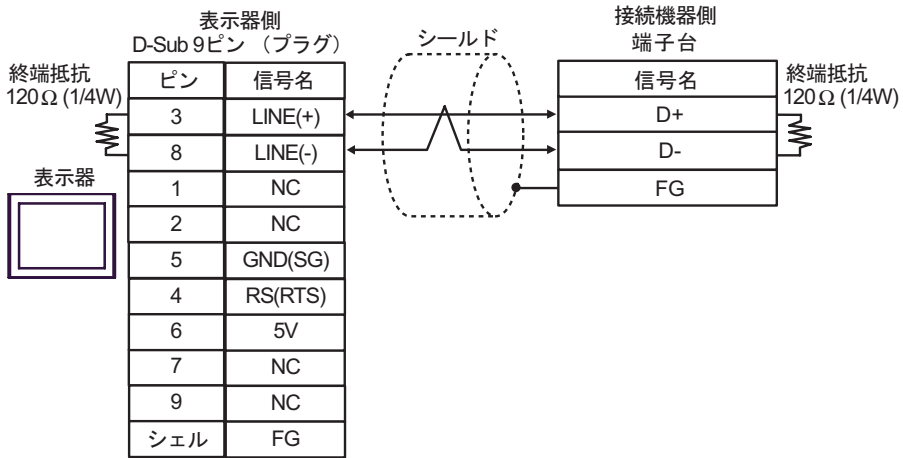 表示器側
D-Sub 9ピン （プラグ）
終端抵抗
120Ω (1/4W)
ピン 信号名
3 LINE(+)
8 LINE(-)
1 NC
2 NC
5 GND(SG)
4 RS(RTS)
6 5V
7 NC
9 NC
シェル FG
表示器
シールド
接続機器側
端子台
信号名
D+
D-
FG
終端抵抗
120Ω (1/4W)